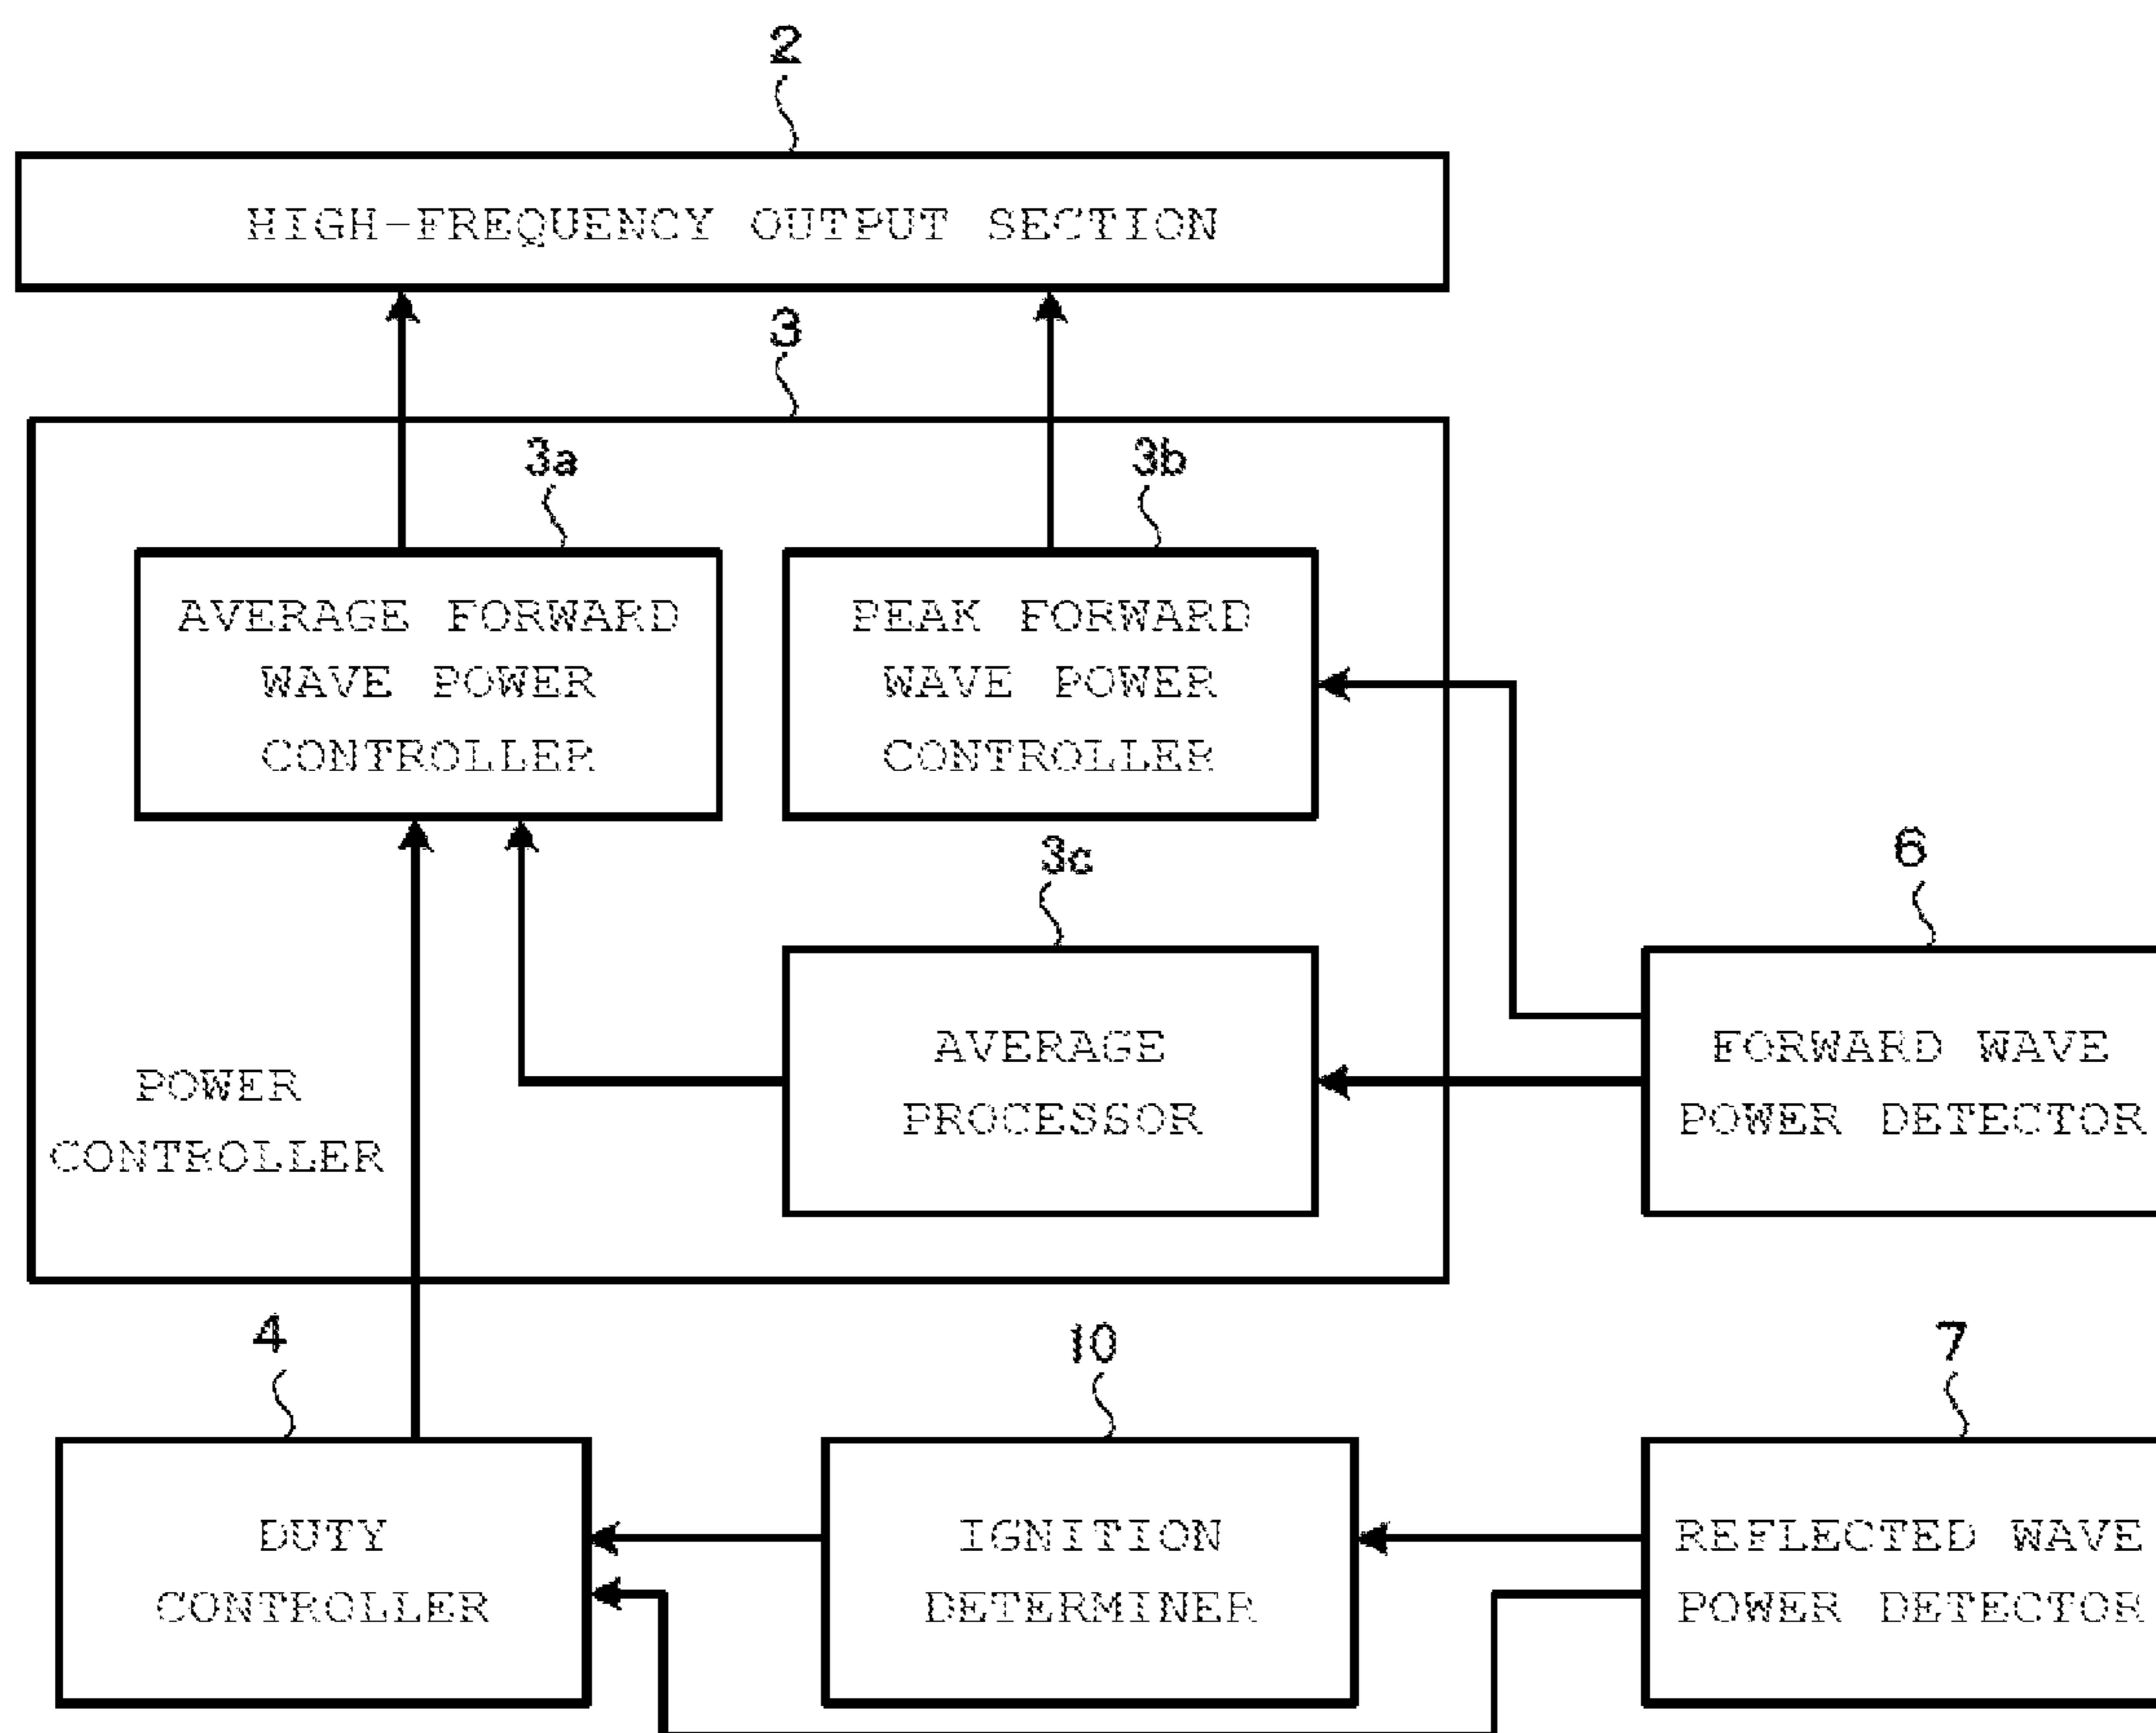 2
HIGH-FREQUENCY OUTPUT SECTION
3
3a
3b
AVERAGE FORWARD
WAVE POWER
CONTROLLER
PEAK FORWARD
WAVE POWER
CONTROLLER
3c
6
AVERAGE
PROCESSOR
FORWARD WAVE
POWER DETECTOR
POWER
CONTROLLER
4
10
7
DUTY
CONTROLLER
IGNITION
DETERMINER
REFLECTED WAVE
POWER DETECTOR